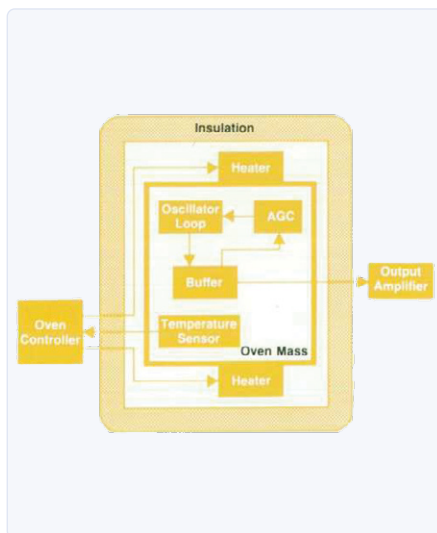 Insulation
Heater
Oscillator
Loop
AGC
Buffer
Output
Amplifier
Oven
Controller
Temperature
Sensor
Oven Mass
Heater